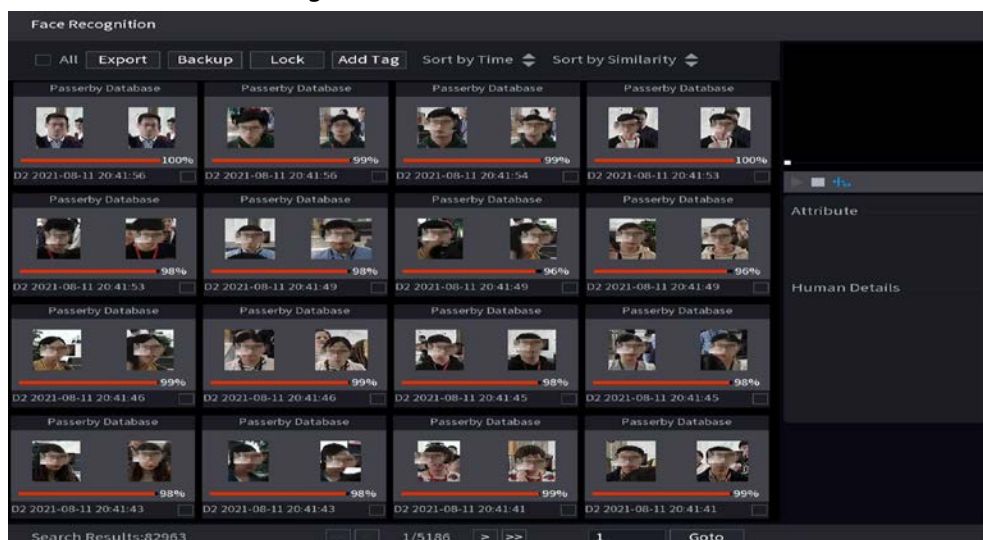 Face Recognition
All Export Backup Lock Add Tag Sort by Time Sort by Similarity
Passerby Database Passerby Database Passerby Database Passerby Database
100% 99% 99% 100%
D2 2021-08-11 20:41:56 D2 2021-08-11 20:41:56 D2 2021-08-11 20:41:54 D2 2021-08-11 20:41:53
Passerby Database Passerby Database Passerby Database Passerby Database
Attribute
98% 98% 96% 96%
D2 2021-08-11 20:41:53 D2 2021-08-11 20:41:49 D2 2021-08-11 20:41:49 D2 2021-08-11 20:41:49
Human Details
Passerby Database Passerby Database Passerby Database Passerby Database
99% 99% 98% 98%
D2 2021-08-11 20:41:46 D2 2021-08-11 20:41:46 D2 2021-08-11 20:41:45 D2 2021-08-11 20:41:45
Passerby Database Passerby Database Passerby Database Passerby Database
98% 98% 99% 99%
D2 2021-08-11 20:41:43 D2 2021-08-11 20:41:43 D2 2021-08-11 20:41:41 D2 2021-08-11 20:41:41
Search Results:82963 1/5186 > >> 1 Goto